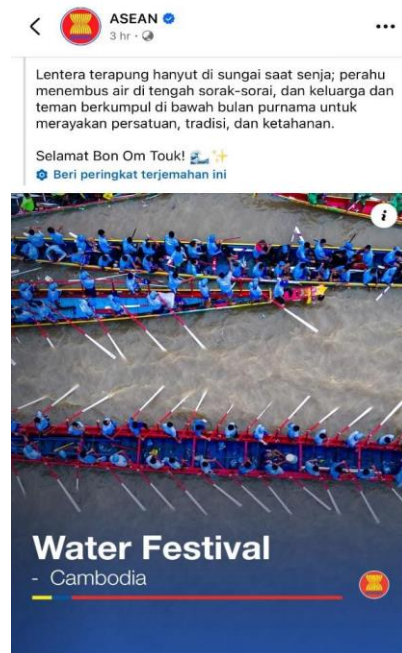 ASEAN
3 hr ·
Lentera terapung hanyut di sungai saat senja; perahu
menembus air di tengah sorak-sorai, dan keluarga dan
teman berkumpul di bawah bulan purnama untuk
merayakan persatuan, tradisi, dan ketahanan.
Selamat Bon Om Touk! 🌊✨
Beri peringkat terjemahan ini
i
Water Festival
- Cambodia